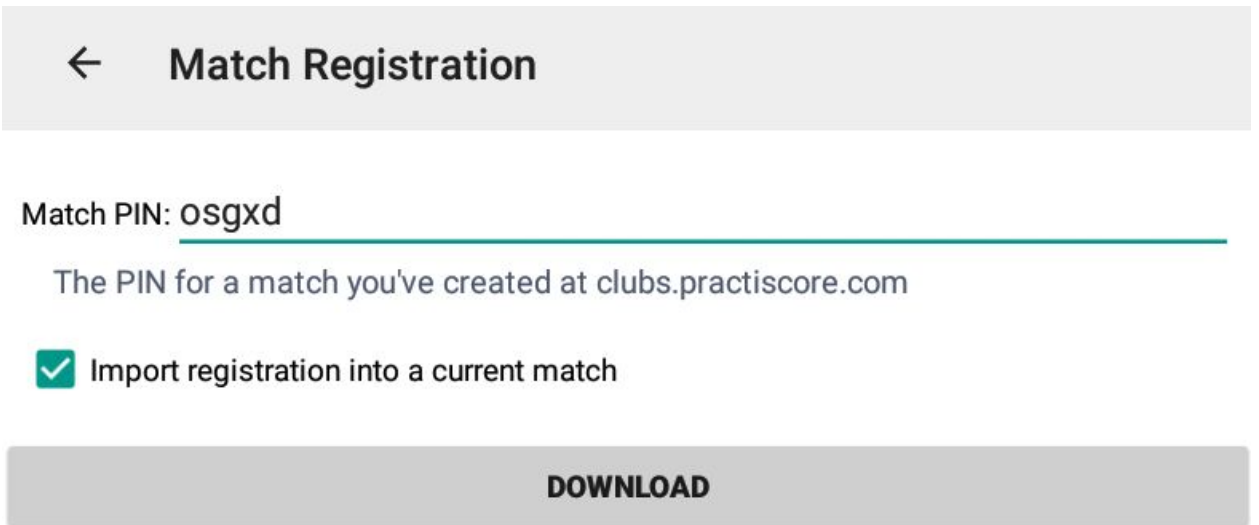 Match Registration
Match PIN: osgxd
The PIN for a match you've created at clubs.practiscore.com
Import registration into a current match
DOWNLOAD